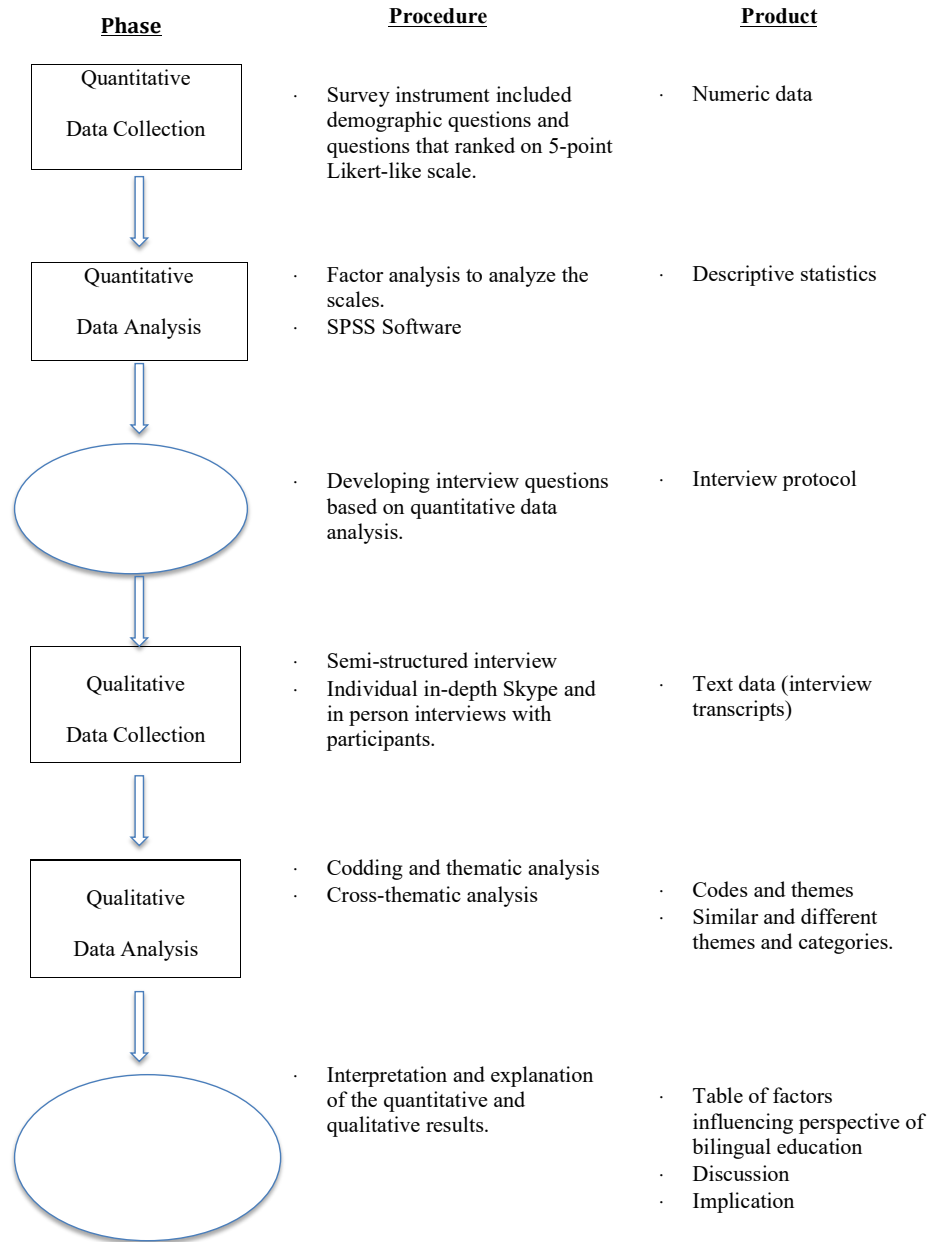 Phase
Procedure
Product
Quantitative
Data Collection
· Survey instrument included
demographic questions and
questions that ranked on 5-point
Likert-like scale.
· Numeric data
Quantitative
Data Analysis
· Factor analysis to analyze the
scales.
· SPSS Software
· Descriptive statistics
· Developing interview questions
based on quantitative data
analysis.
· Interview protocol
Qualitative
Data Collection
· Semi-structured interview
· Individual in-depth Skype and
in person interviews with
participants.
· Text data (interview
transcripts)
Qualitative
Data Analysis
· Codding and thematic analysis
· Cross-thematic analysis
· Codes and themes
· Similar and different
themes and categories.
· Interpretation and explanation
of the quantitative and
qualitative results.
· Table of factors
influencing perspective of
bilingual education
· Discussion
· Implication